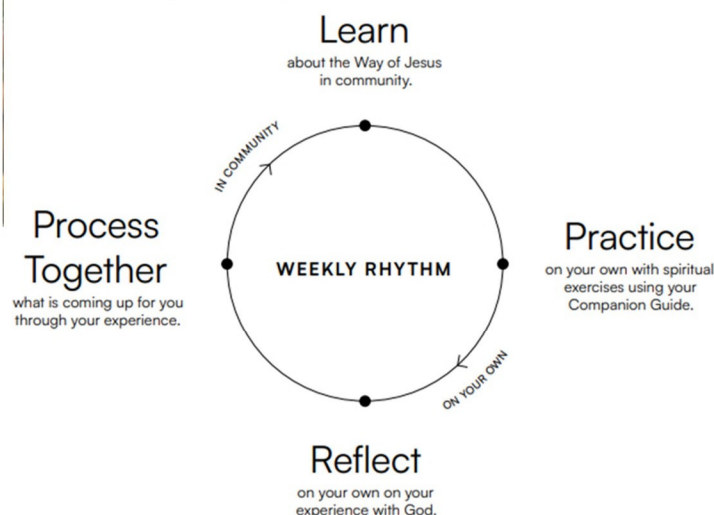 Learn
about the Way of Jesus
in community.
IN COMMUNITY
Process
Together
what is coming up for you
through your experience.
WEEKLY RHYTHM
Practice
on your own with spiritual
exercises using your
Companion Guide.
ON YOUR OWN
Reflect
on your own on your
experience with God.